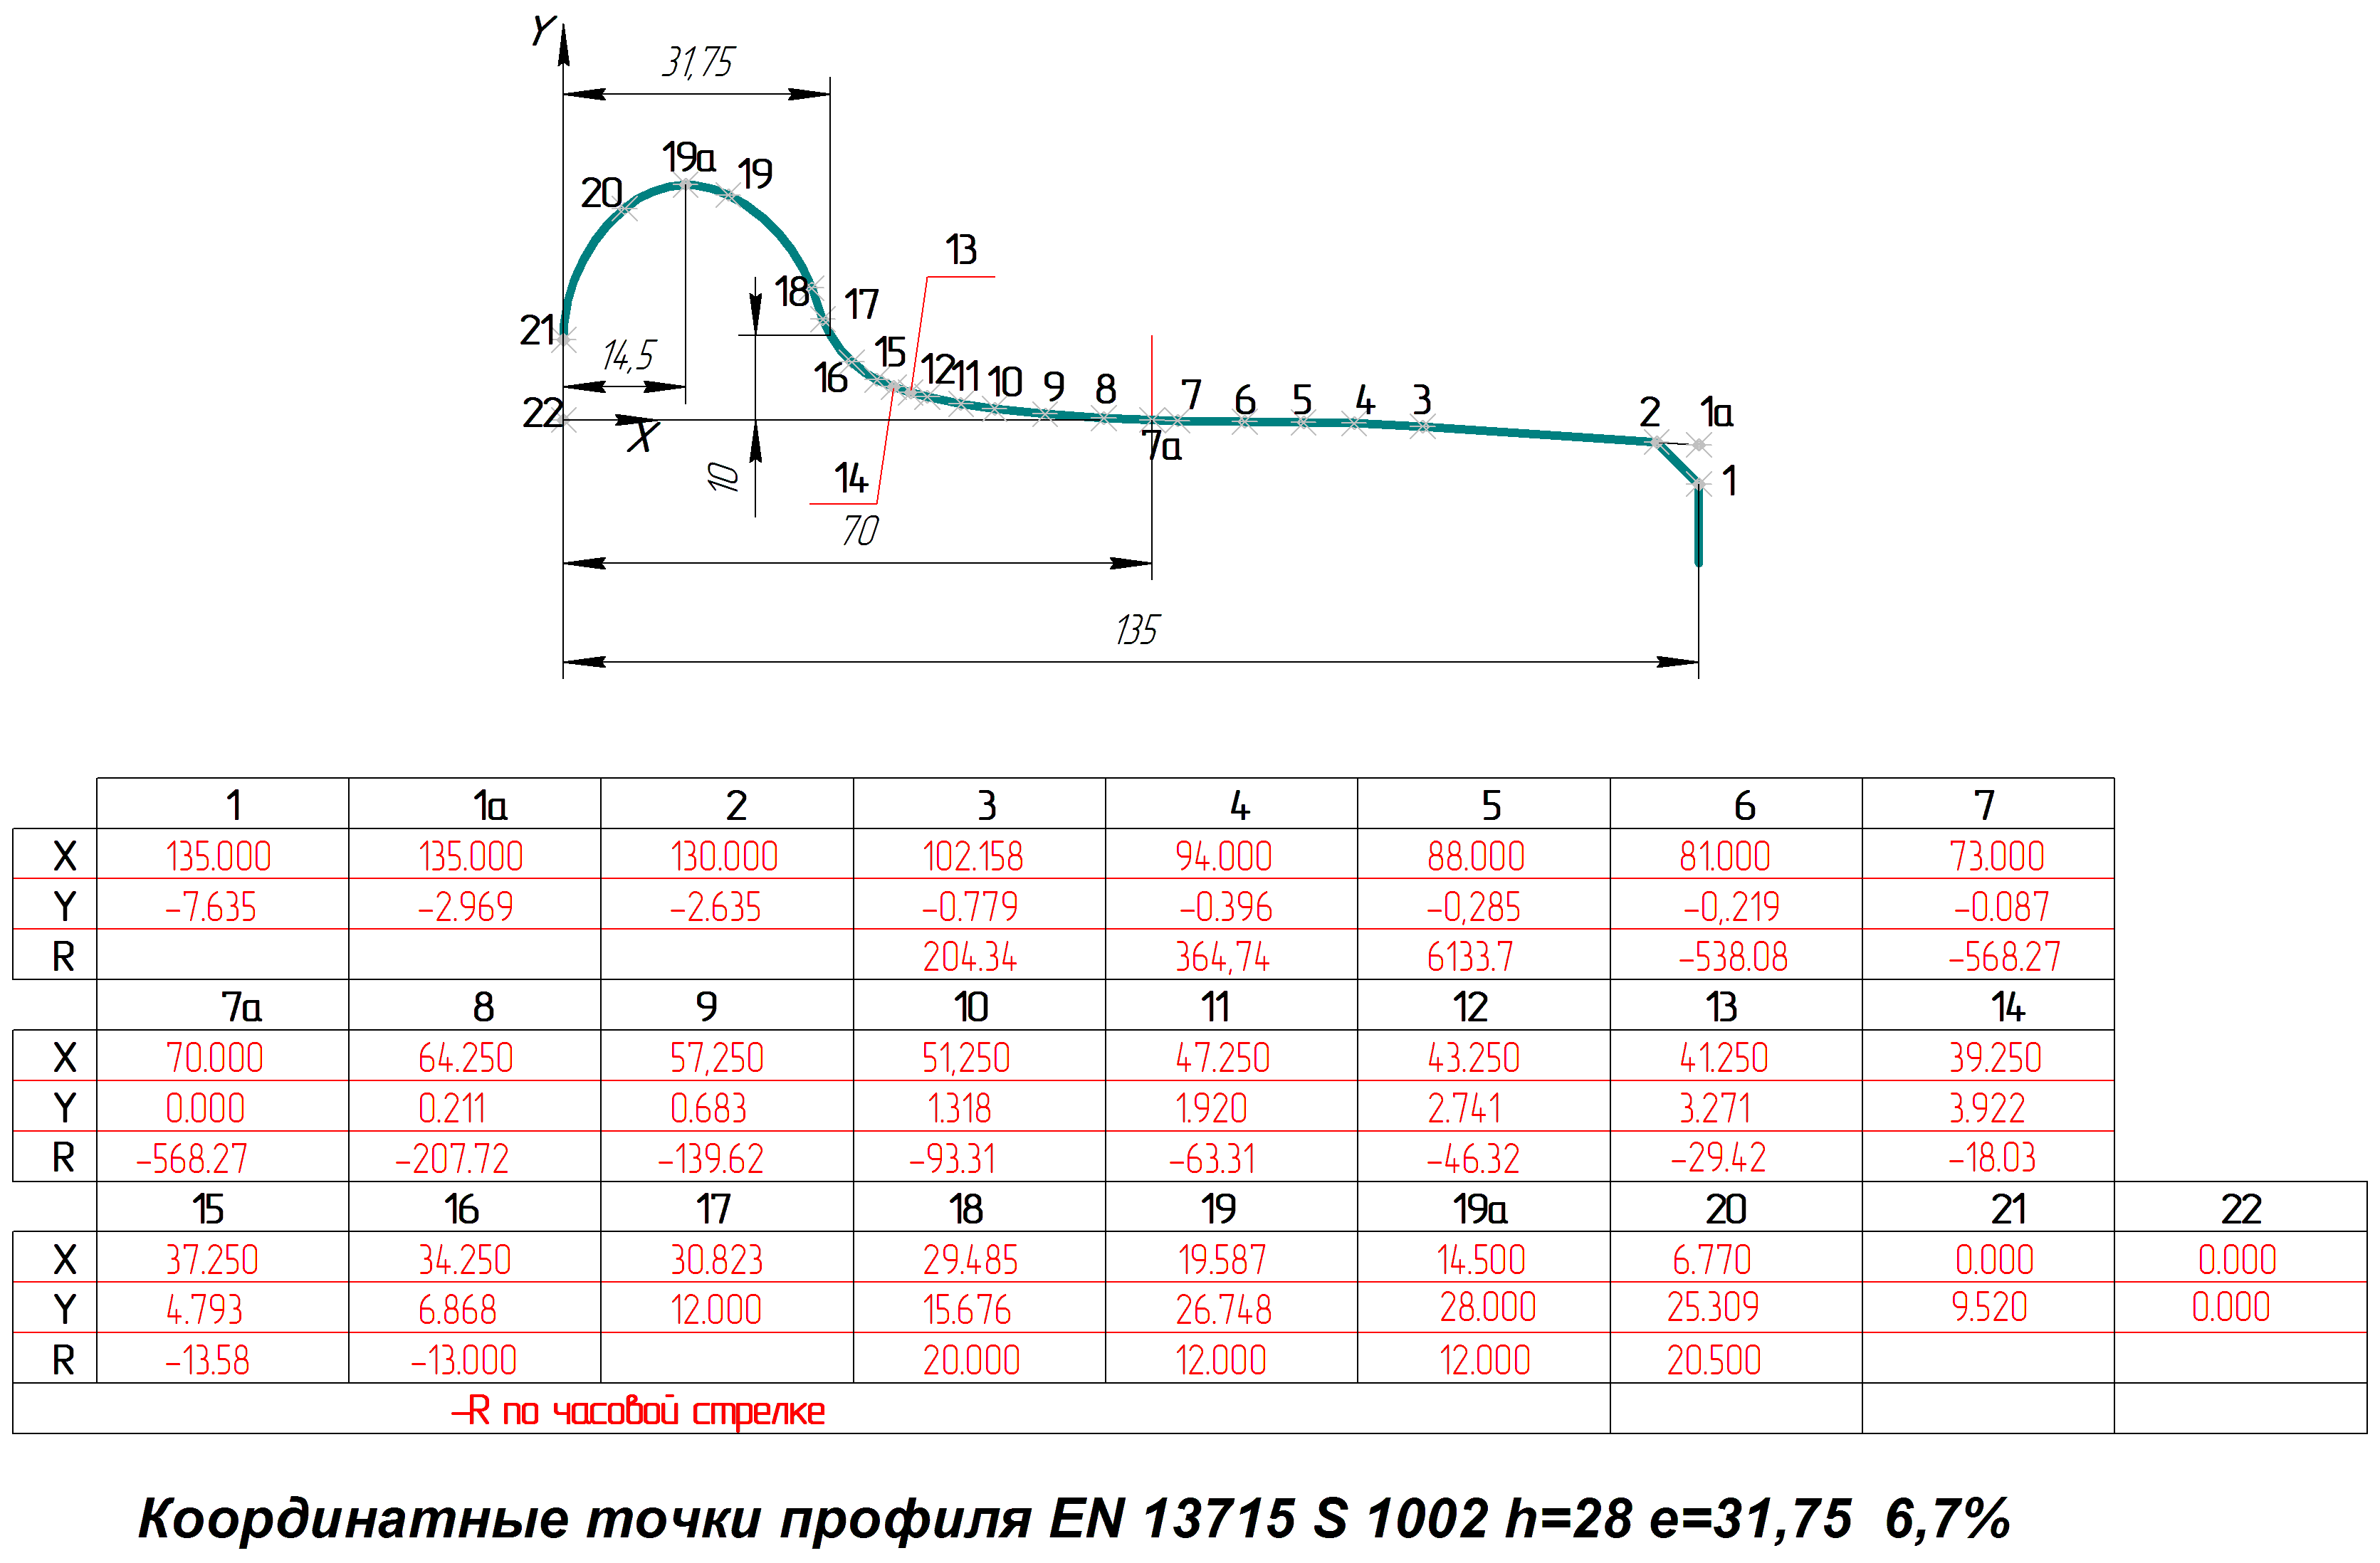 Y
31,75
19a
20 19
13
18 17
21
14,5 15
16 12 11 10 9 8 7 6 5 4 3
22 X 7a 2 1a
10 14 1
70
135
1 1a 2 3 4 5 6 7
X 135.000 135.000 130.000 102.158 94.000 88.000 81.000 73.000
Y -7.635 -2.969 -2.635 -0.779 -0.396 -0,285 -0,.219 -0.087
R 204.34 364,74 6133.7 -538.08 -568.27
7a 8 9 10 11 12 13 14
X 70.000 64.250 57,250 51,250 47.250 43.250 41.250 39.250
Y 0.000 0.211 0.683 1.318 1.920 2.741 3.271 3.922
R -568.27 -207.72 -139.62 -93.31 -63.31 -46.32 -29.42 -18.03
15 16 17 18 19 19a 20 21 22
X 37.250 34.250 30.823 29.485 19.587 14.500 6.770 0.000 0.000
Y 4.793 6.868 12.000 15.676 26.748 28.000 25.309 9.520 0.000
R -13.58 -13.000 20.000 12.000 12.000 20.500
-R по часовой стрелке
Координатные точки профиля EN 13715 S 1002 h=28 e=31,75 6,7%